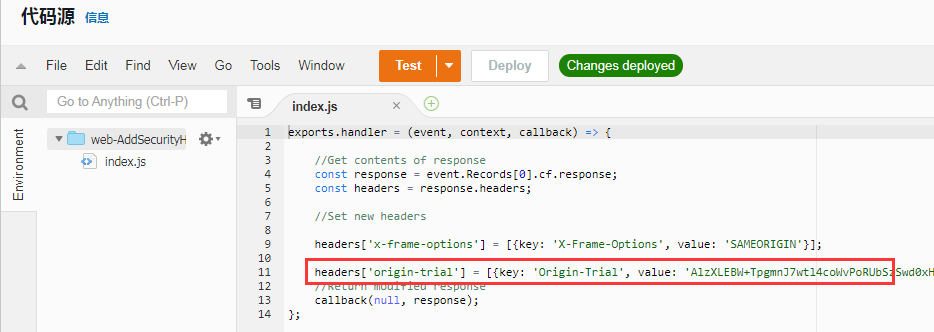 代码源 信息
File Edit Find View Go Tools Window Test Deploy Changes deployed
Go to Anything (Ctrl-P)
index.js
Environment
web-AddSecurityH
index.js
1 exports.handler = (event, context, callback) => {
2
3 //Get contents of response
4 const response = event.Records[0].cf.response;
5 const headers = response.headers;
6
7 //Set new headers
8
9 headers['x-frame-options'] = [{key: 'X-Frame-Options', value: 'SAMEORIGIN'}];
10
11 headers['origin-trial'] = [{key: 'Origin-Trial', value:
12 //Return modified response
13 callback(null, response);
14 };